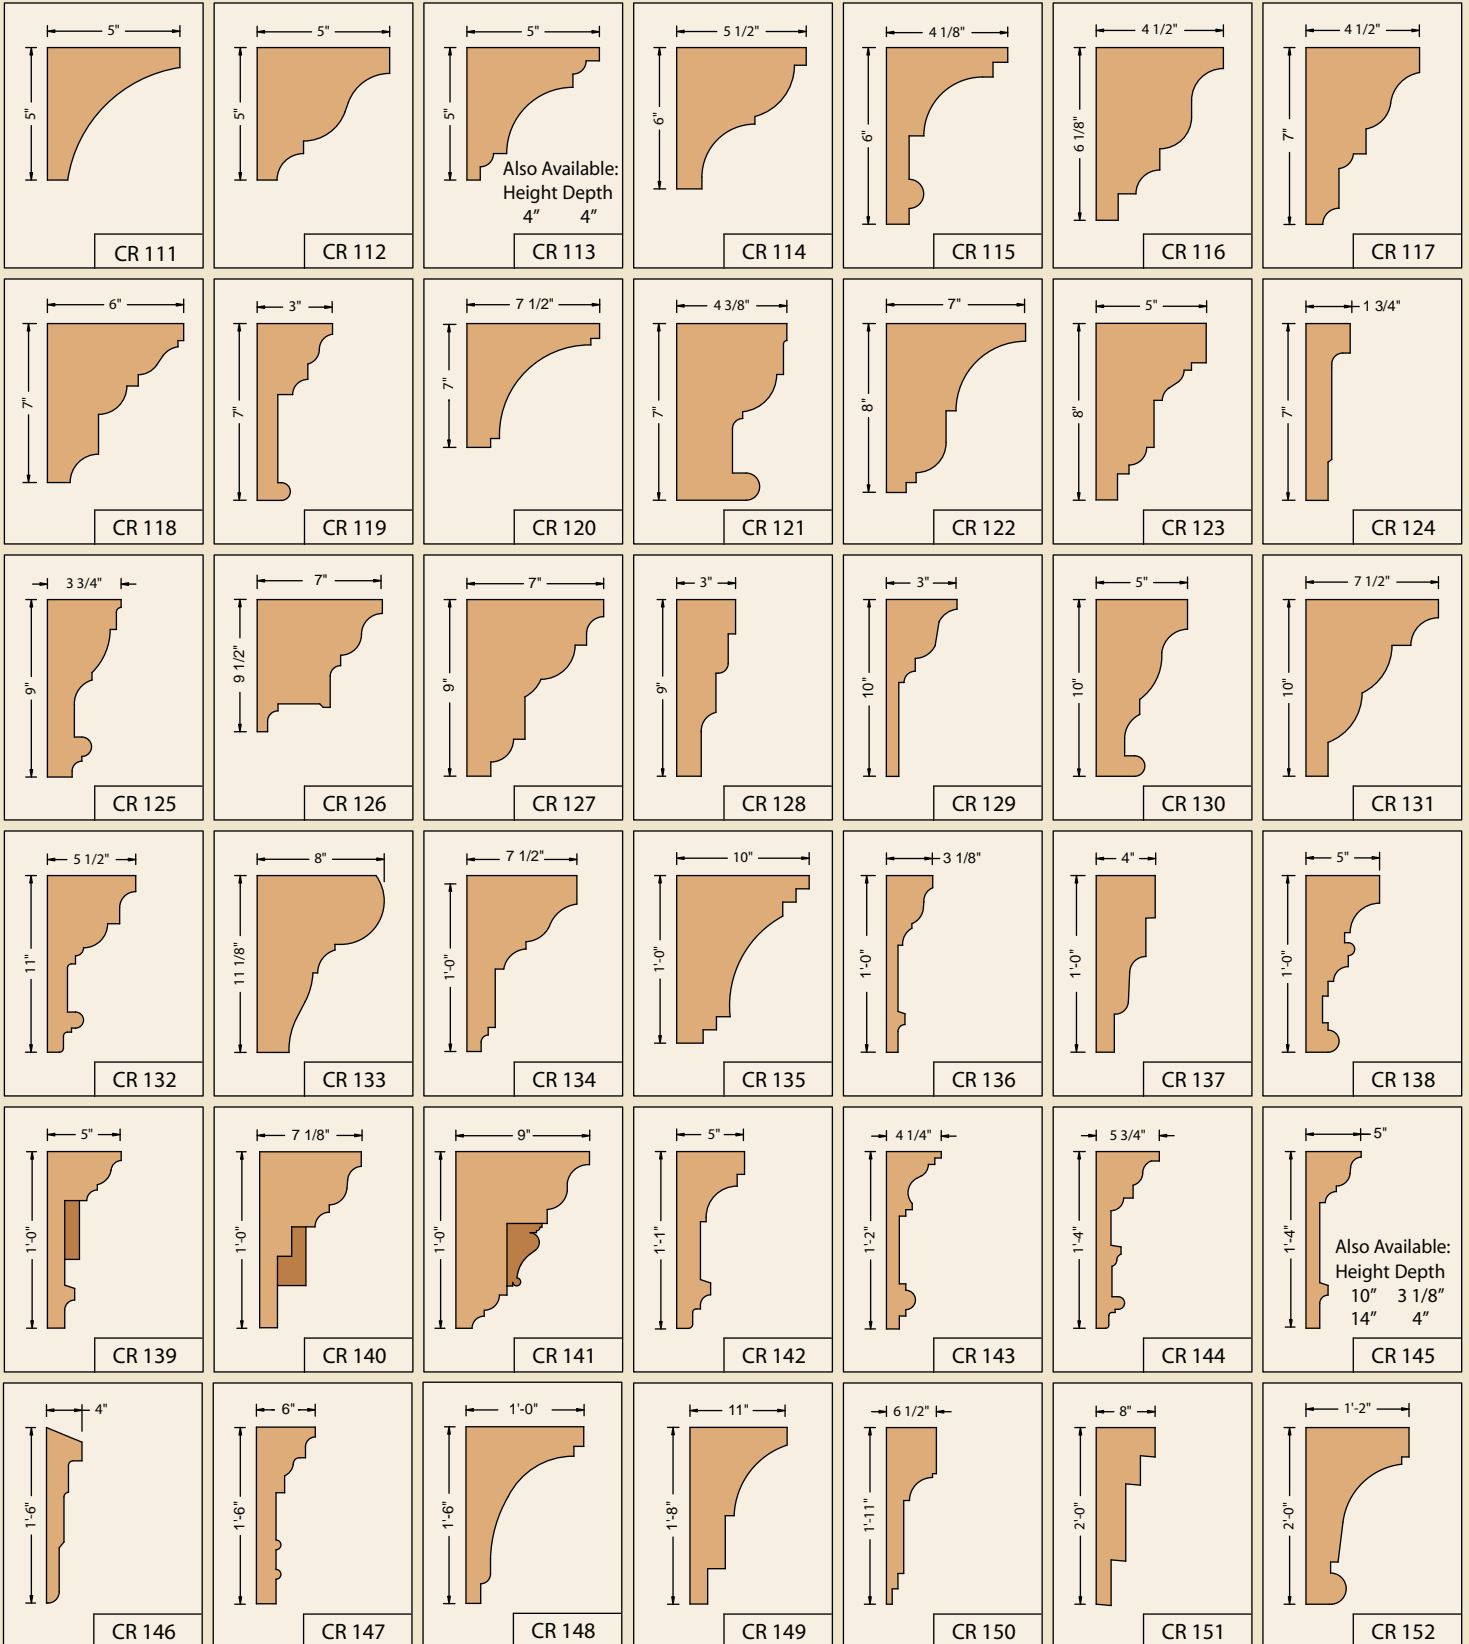 5"
5"
CR 111
5"
5"
CR 112
5"
5"
Also Available:
Height Depth
4” 4”
CR 113
5 1/2"
6"
CR 114
4 1/8"
6"
CR 115
4 1/2"
6 1/8"
CR 116
4 1/2"
7"
CR 117
6"
7"
CR 118
3"
7"
CR 119
7 1/2"
7"
CR 120
4 3/8"
7"
CR 121
7"
8"
CR 122
5"
8"
CR 123
1 3/4"
7"
CR 124
3 3/4"
9"
CR 125
7"
9 1/2"
CR 126
7"
9"
CR 127
3"
9"
CR 128
3"
10"
CR 129
5"
10"
CR 130
7 1/2"
10"
CR 131
5 1/2"
11"
CR 132
8"
11 1/8"
CR 133
7 1/2"
1'-0"
CR 134
10"
1'-0"
CR 135
3 1/8"
1'-0"
CR 136
4"
1'-0"
CR 137
5"
1'-0"
CR 138
5"
1'-0"
CR 139
7 1/8"
1'-0"
CR 140
9"
1'-0"
CR 141
5"
1'-1"
CR 142
4 1/4"
1'-2"
CR 143
5 3/4"
1'-4"
CR 144
5"
1'-4"
Also Available:
Height Depth
10” 3 1/8”
14” 4”
CR 145
4"
1'-6"
CR 146
6"
1'-6"
CR 147
1'-0"
1'-6"
CR 148
11"
1'-8"
CR 149
6 1/2"
1'-11"
CR 150
8"
2'-0"
CR 151
1'-2"
2'-0"
CR 152